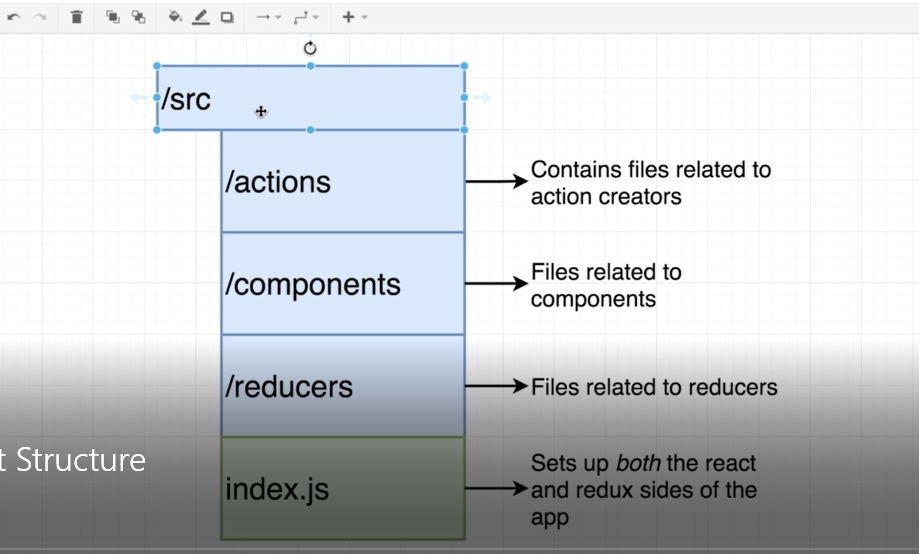 /src
/actions
Contains files related to
action creators
/components
Files related to
components
/reducers
Files related to reducers
t Structure
index.js
Sets up both the react
and redux sides of the
app